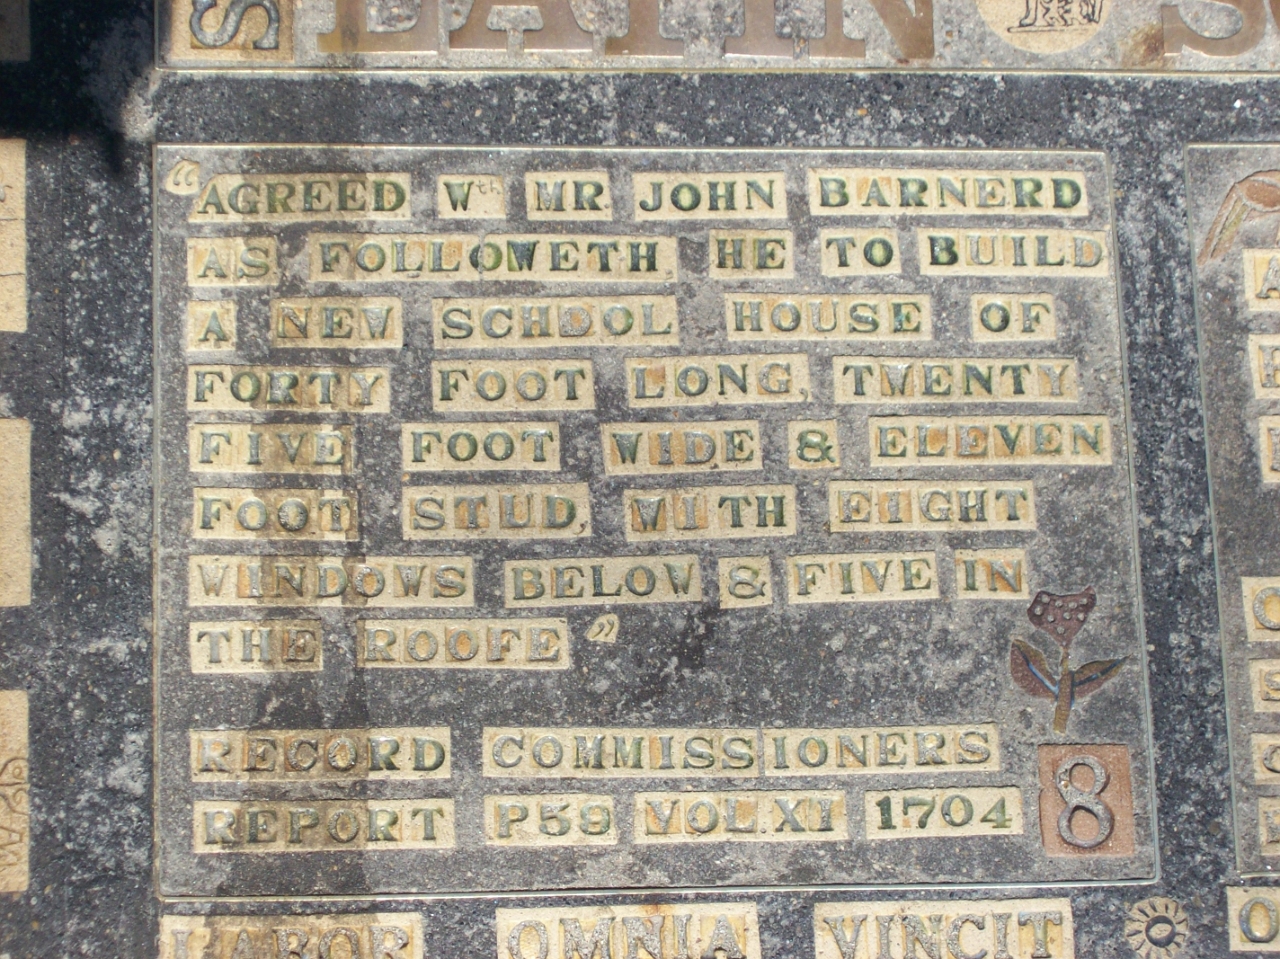 LATIN
“AGREED Wth MR. JOHN BARNERD
AS FOLLOWETH HE TO BUILD
A NEW SCHOOL HOUSE OF
FORTY FOOT LONG, TWENTY
FIVE FOOT WIDE & ELEVEN
FOOT STUD, WITH EIGHT
WINDOWS BELOW & FIVE IN
THE ROOFE”
RECORD COMMISSIONERS
REPORT P59 VOL.XI 1704
8
LABOR OMNIA VINCIT